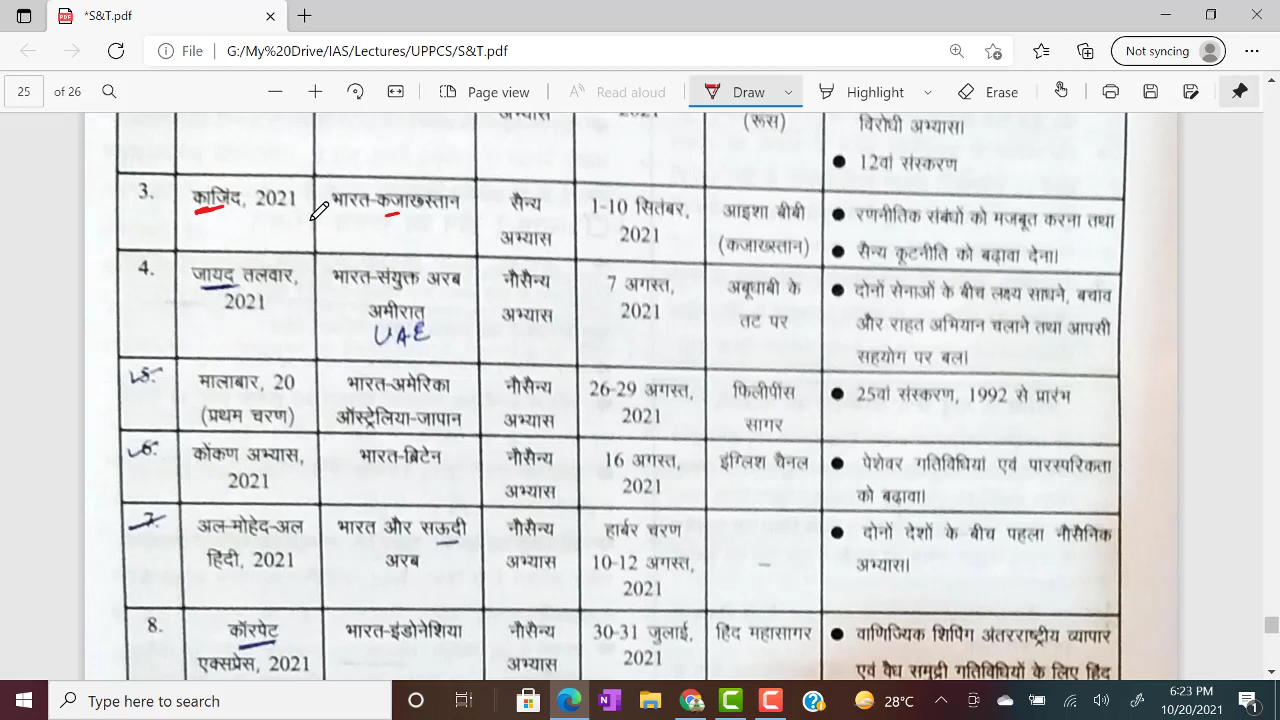 *S&T.pdf
File
G:/My%20Drive/IAS/Lectures/UPPCS/S&T.pdf
Not syncing
25 of 26
Page view
Read aloud
Draw
Highlight
Erase
अभ्यास
2021
(रूस)
विरोधी अभ्यास।
● 12वां संस्करण
3.
काजिंद, 2021
भारत-कजाख्स्तान
सैन्य
अभ्यास
1-10 सितंबर,
2021
आइशा बीबी
(कजाख्स्तान)
● रणनीतिक संबंधों को मजबूत करना तथा
● सैन्य कूटनीति को बढ़ावा देना।
4.
जायद तलवार,
2021
भारत-संयुक्त अरब
अमीरात
UAE
नौसैन्य
अभ्यास
7 अगस्त,
2021
अबूधाबी के
तट पर
● दोनों सेनाओं के बीच लक्ष्य साधने, बचाव
और राहत अभियान चलाने तथा आपसी
सहयोग पर बल।
5.
मालाबार, 20
(प्रथम चरण)
भारत-अमेरिका
ऑस्ट्रेलिया-जापान
नौसैन्य
अभ्यास
26-29 अगस्त,
2021
फिलीपींस
सागर
● 25वां संस्करण, 1992 से प्रारंभ
6.
कोंकण अभ्यास,
2021
भारत-ब्रिटेन
नौसैन्य
अभ्यास
16 अगस्त,
2021
इंग्लिश चैनल
● पेशेवर गतिविधियां एवं पारस्परिकता
को बढ़ावा।
7.
अल-मोहेद-अल
हिंदी, 2021
भारत और सऊदी
अरब
नौसैन्य
अभ्यास
हार्बर चरण
10-12 अगस्त,
2021
–
● दोनों देशों के बीच पहला नौसैनिक
अभ्यास।
8.
कॉरपेट
एक्सप्रेस, 2021
भारत-इंडोनेशिया
नौसैन्य
अभ्यास
30-31 जुलाई,
2021
हिंद महासागर
● वाणिज्यिक शिपिंग अंतरराष्ट्रीय व्यापार
एवं वैध समुद्री गतिविधियों के लिए हिंद
Type here to search
28°C
6:23 PM
10/20/2021